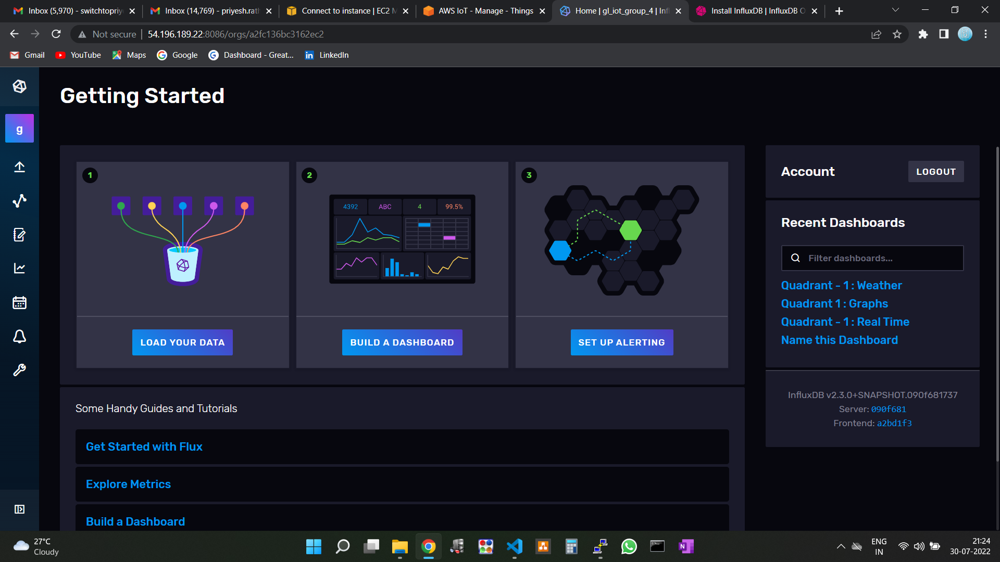 Inbox (5,970) - switchtopriy
Inbox (14,769) - priyesh.rath
Connect to instance | EC2 M
AWS IoT - Manage - Things
Home | gl_iot_group_4 | Infl
Install InfluxDB | InfluxDB O
Not secure
54.196.189.22:8086/orgs/a2fc136bc3162ec2
Gmail
YouTube
Maps
Google
Dashboard - Great...
LinkedIn
Getting Started
g
1
2
3
4392
ABC
4
99.5%
LOAD YOUR DATA
BUILD A DASHBOARD
SET UP ALERTING
Account
LOGOUT
Recent Dashboards
Filter dashboards...
Quadrant - 1 : Weather
Quadrant 1 : Graphs
Quadrant - 1 : Real Time
Name this Dashboard
InfluxDB v2.3.0+SNAPSHOT.090f681737
Server: 090f681
Frontend: a2bd1f3
Some Handy Guides and Tutorials
Get Started with Flux
Explore Metrics
Build a Dashboard
27°C
Cloudy
N
ENG
IN
21:24
30-07-2022